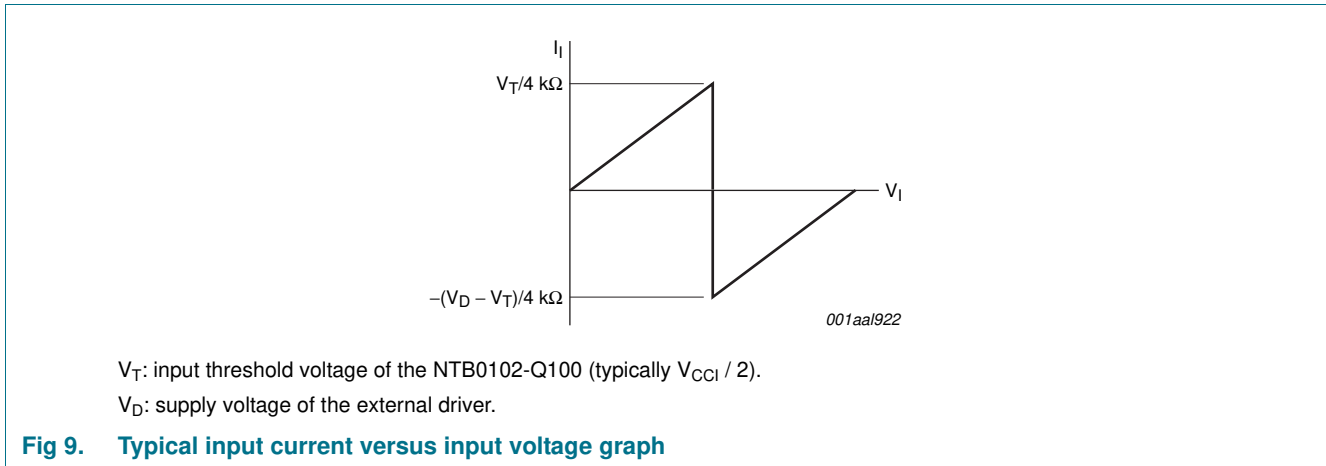 I_I
V_T/4 kΩ
V_I
−(V_D − V_T)/4 kΩ
001aal922
V_T: input threshold voltage of the NTB0102-Q100 (typically V_CCI / 2).
V_D: supply voltage of the external driver.
Fig 9. Typical input current versus input voltage graph